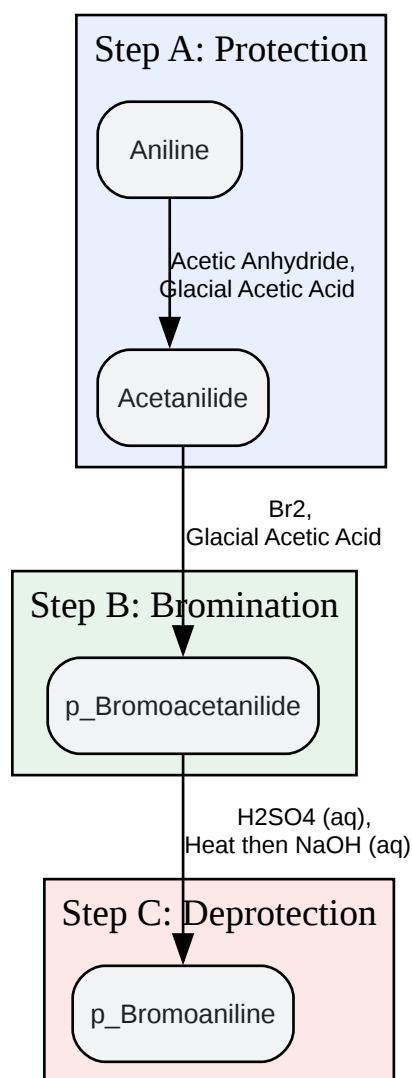 Step A: Protection
Aniline
Acetic Anhydride,
Glacial Acetic Acid
Acetanilide
Br2,
Glacial Acetic Acid
Step B: Bromination
p_Bromoacetanilide
H2SO4 (aq),
Heat then NaOH (aq)
Step C: Deprotection
p_Bromoaniline